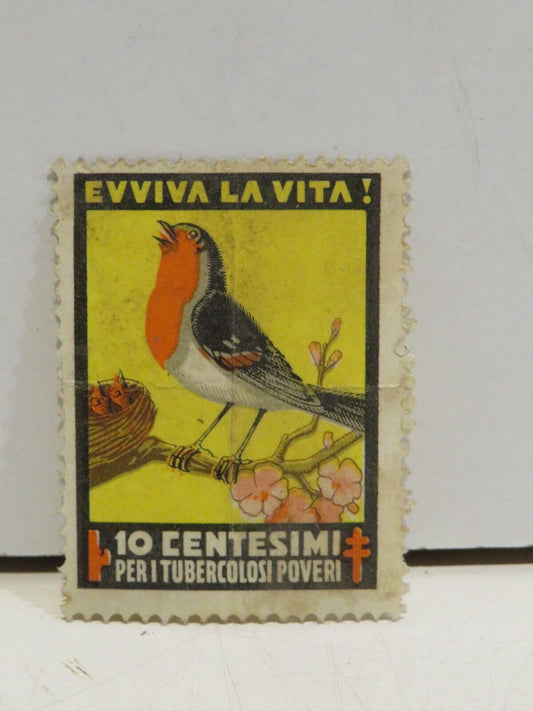 EVVIVA LA VITA!
10 CENTESIMI
PER I TUBERCOLOSI POVERI